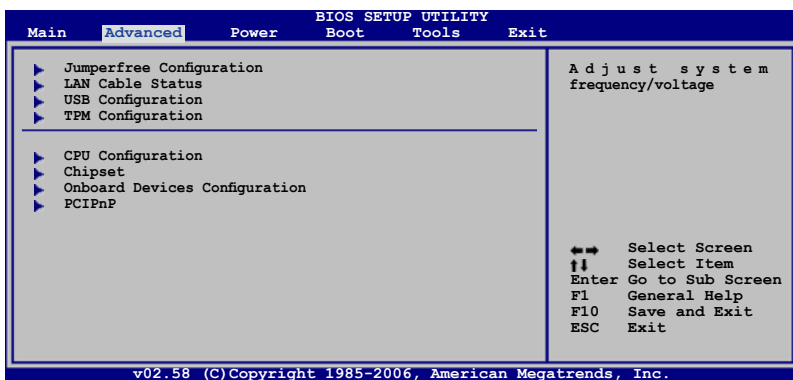 BIOS SETUP UTILITY
Main Advanced Power Boot Tools Exit
Jumperfree Configuration
LAN Cable Status
USB Configuration
TPM Configuration
CPU Configuration
Chipset
Onboard Devices Configuration
PCIPnP
Adjust system
frequency/voltage
Select Screen
Select Item
Enter Go to Sub Screen
F1 General Help
F10 Save and Exit
ESC Exit
v02.58 (C)Copyright 1985-2006, American Megatrends, Inc.